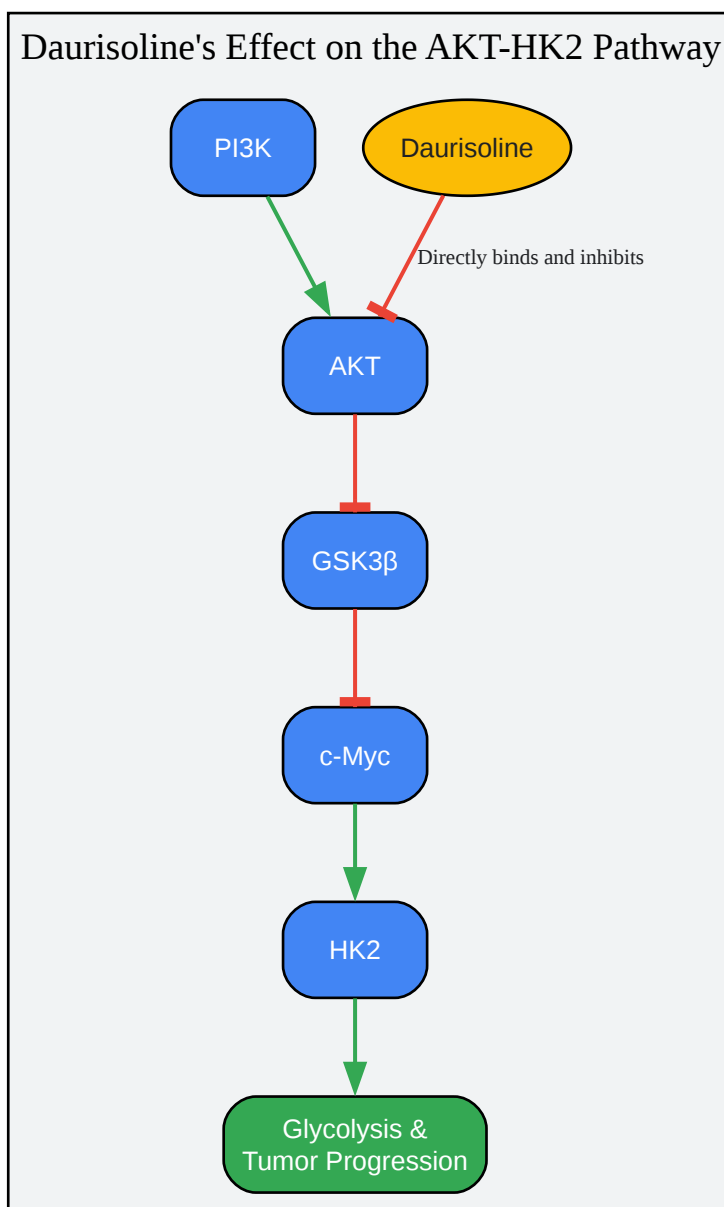 Daurisoline's Effect on the AKT-HK2 Pathway
PI3K
Daurisoline
Directly binds and inhibits
AKT
GSK3β
c-Myc
HK2
Glycolysis &
Tumor Progression